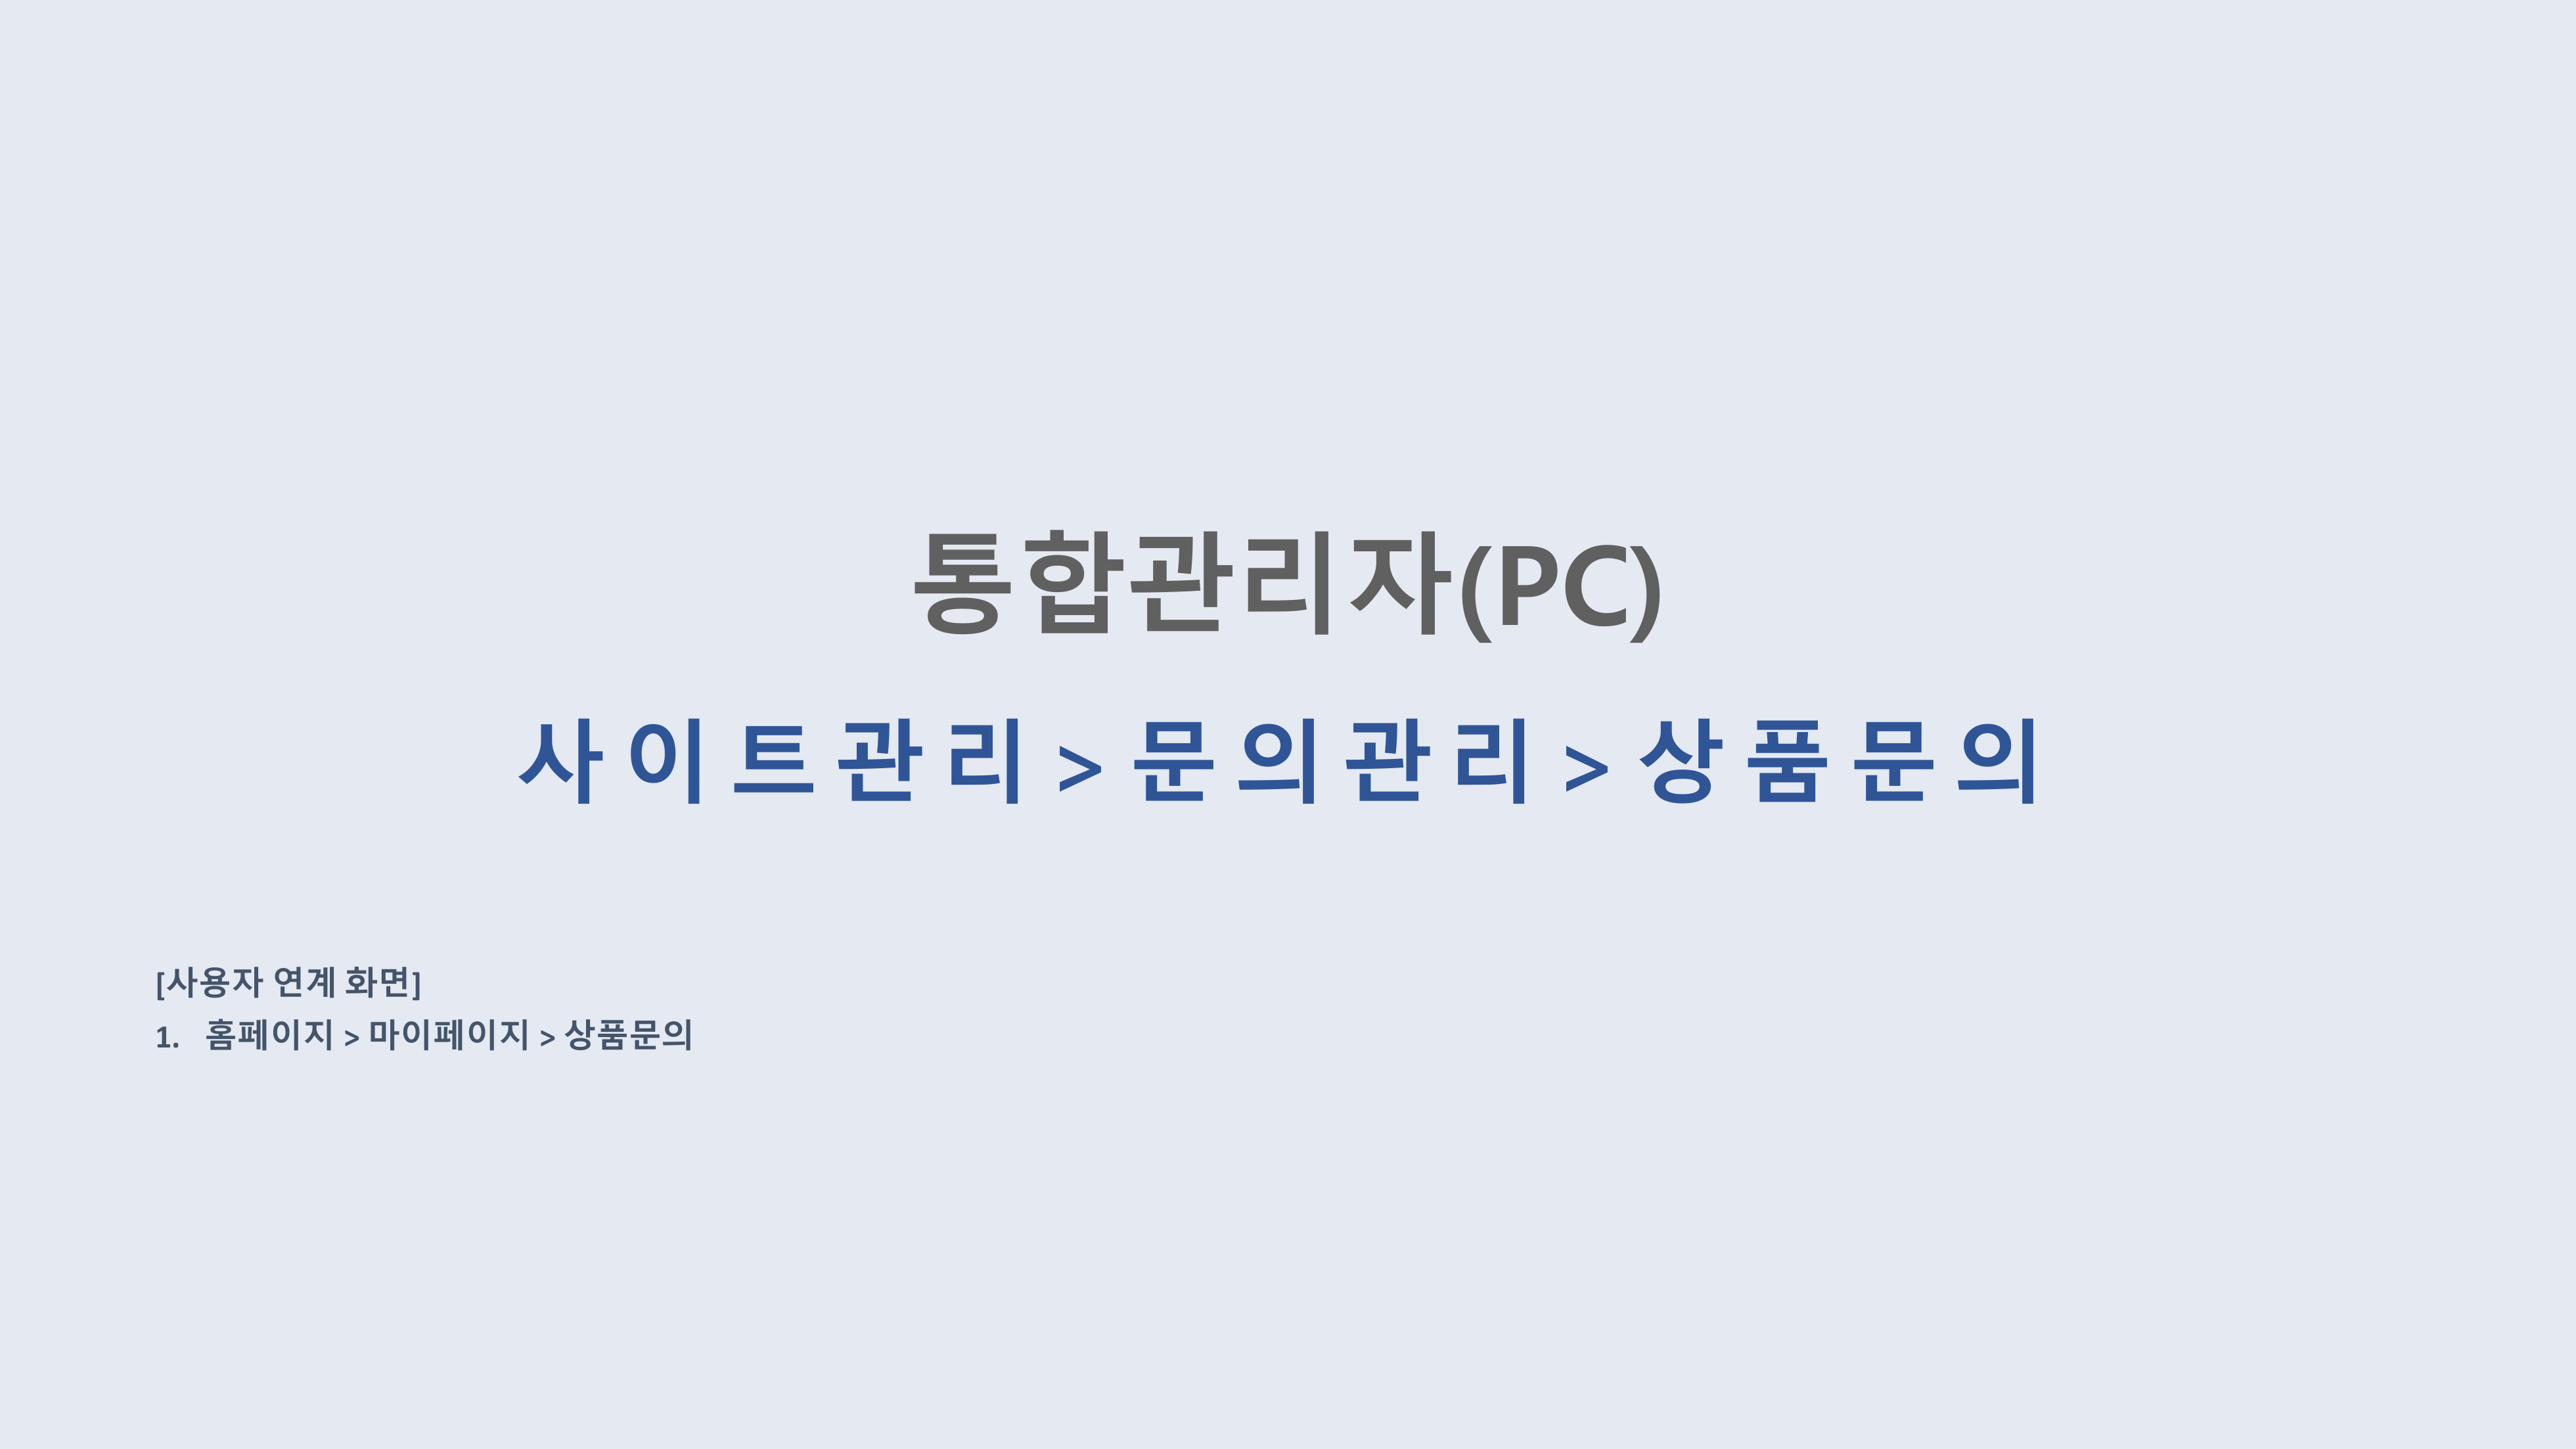 통합관리자(PC)
사이트관리 > 문의관리 > 상품문의
[사용자 연계 화면]
1. 홈페이지 > 마이페이지 > 상품문의